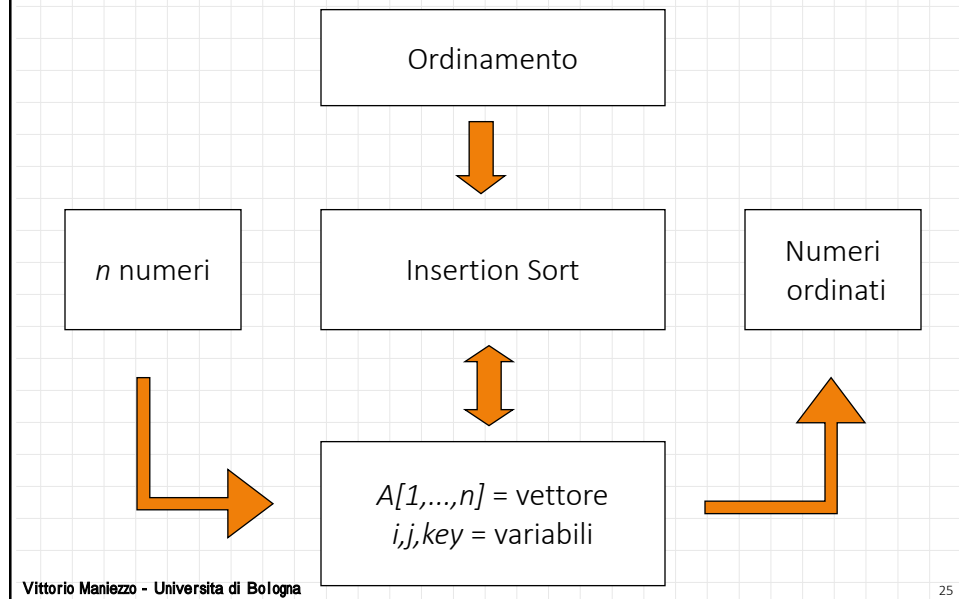 Ordinamento
n numeri
Insertion Sort
Numeri
ordinati
A[1,...,n] = vettore
i,j,key = variabili
Vittorio Maniezzo - Universita di Bologna
25